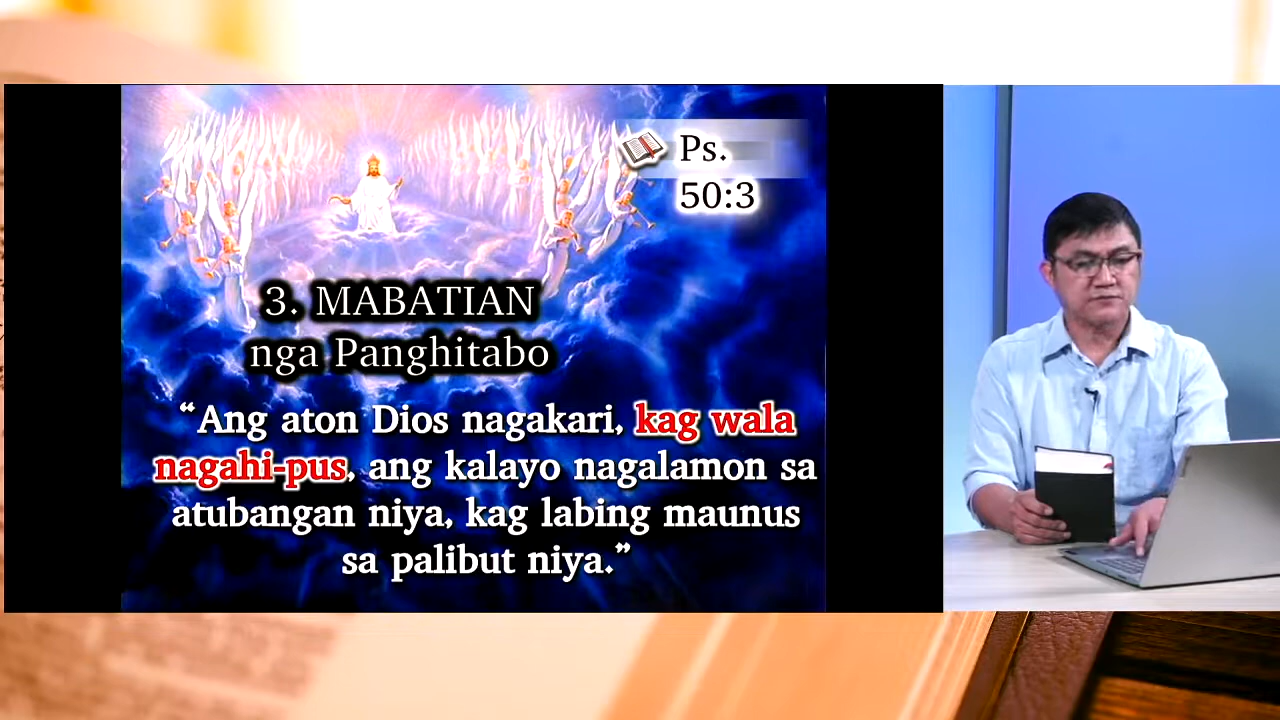 Ps.
50:3
3. MABATIAN
nga Panghitabo
“Ang aton Dios nagakari, kag wala
nagahi-pus, ang kalayo nagalamon sa
atubangan niya, kag labing maunus
sa palibut niya.”